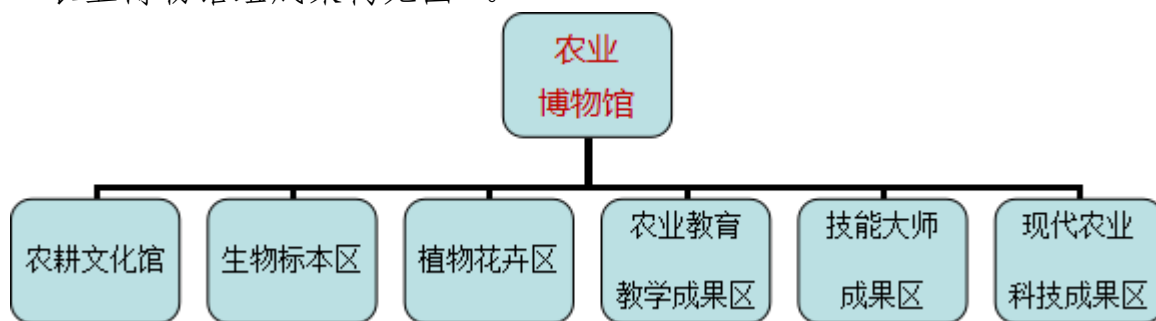 农业
博物馆
农耕文化馆
生物标本区
植物花卉区
农业教育
教学成果区
技能大师
成果区
现代农业
科技成果区